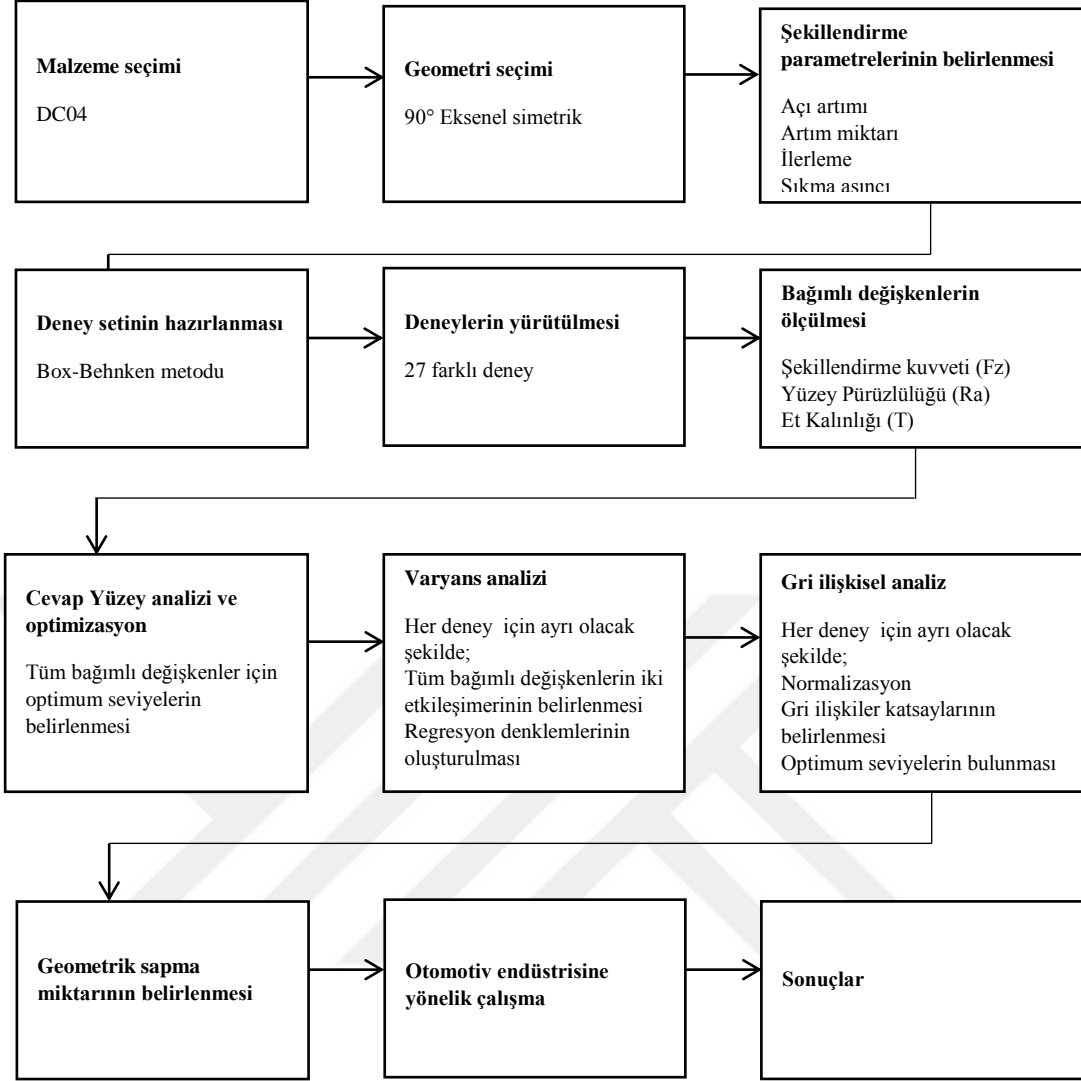 Malzeme seçimi
DC04
Geometri seçimi
90° Eksenel simetrik
Şekillendirme
parametrelerinin belirlenmesi
Açı artımı
Artım miktarı
İlerleme
Sıkma asıncı
Deney setinin hazırlanması
Box-Behnken metodu
Deneylerin yürütülmesi
27 farklı deney
Bağımlı değişkenlerin
ölçülmesi
Şekillendirme kuvveti (Fz)
Yüzey Pürüzlülüğü (Ra)
Et Kalınlığı (T)
Cevap Yüzey analizi ve
optimizasyon
Tüm bağımlı değişkenler için
optimum seviyelerin
belirlenmesi
Varyans analizi
Her deney için ayrı olacak
şekilde;
Tüm bağımlı değişkenlerin iki
etkileşimerinin belirlenmesi
Regresyon denklemlerinin
oluşturulması
Gri ilişkisel analiz
Her deney için ayrı olacak
şekilde;
Normalizasyon
Gri ilişkiler katsaylarının
belirlenmesi
Optimum seviyelerin bulunması
Geometrik sapma
miktarının belirlenmesi
Otomotiv endüstrisine
yönelik çalışma
Sonuçlar